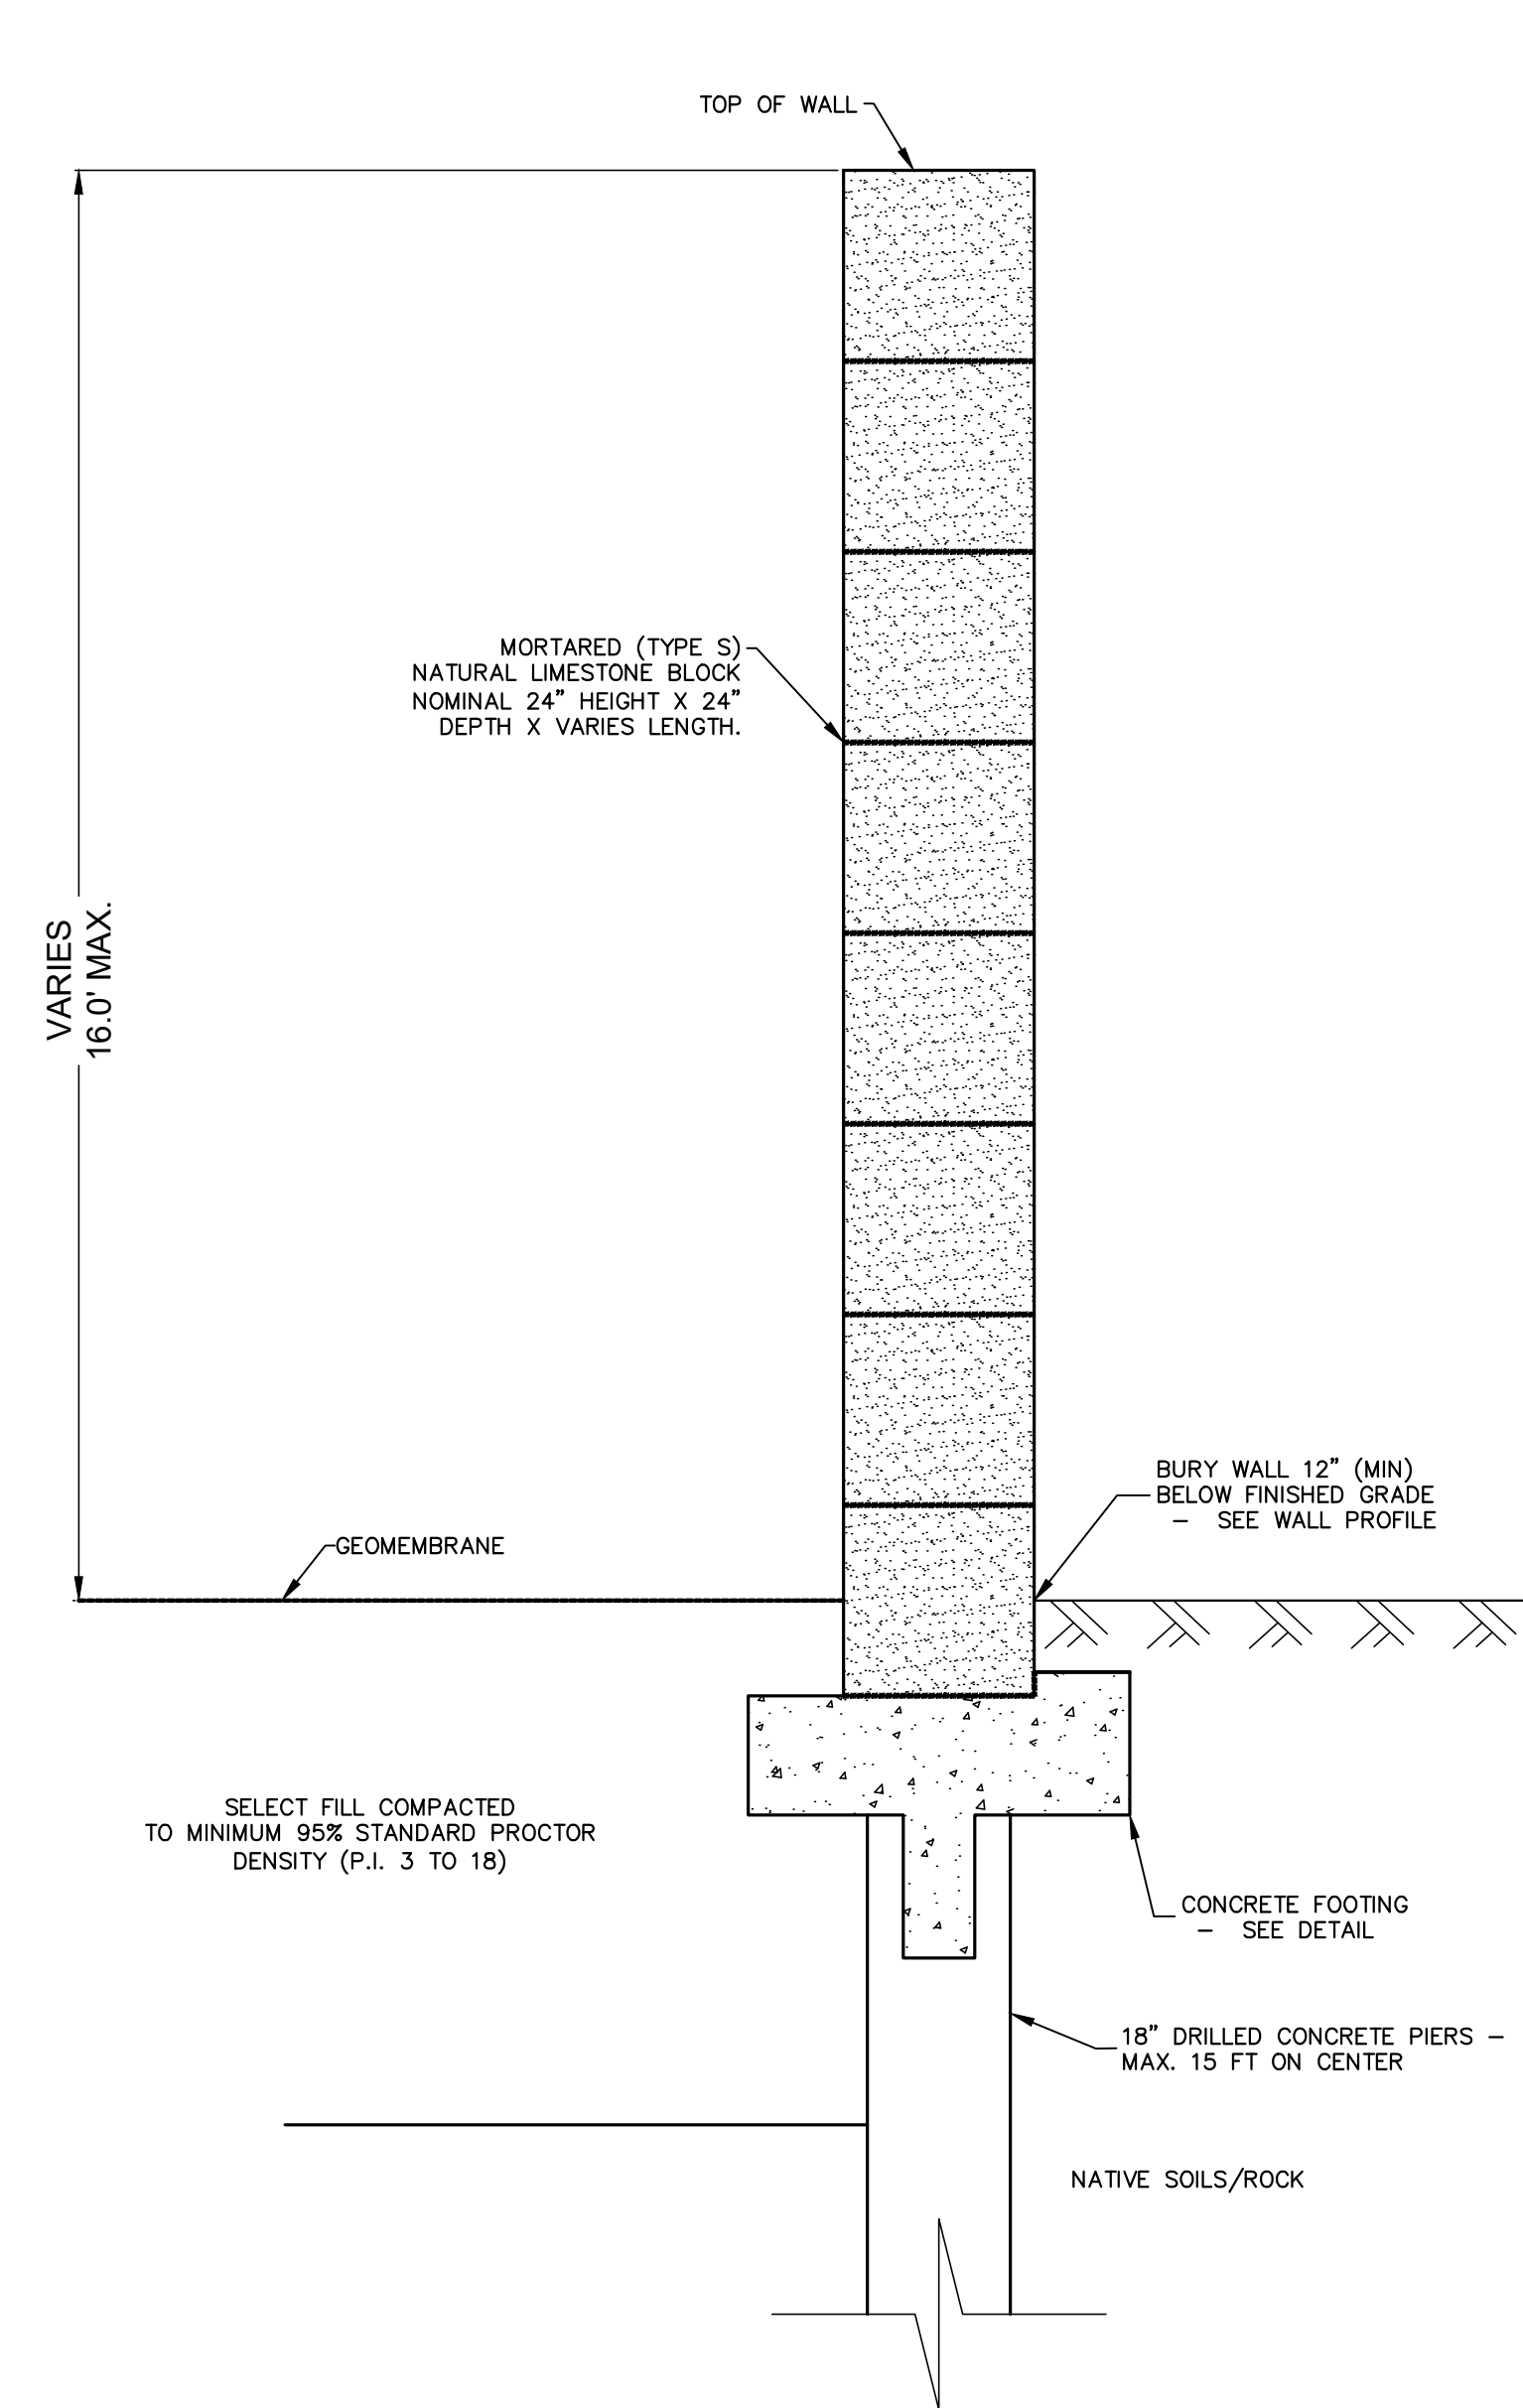 TOP OF WALL
MORTARED (TYPE S)
NATURAL LIMESTONE BLOCK
NOMINAL 24” HEIGHT X 24”
DEPTH X VARIES LENGTH.
VARIES
16.0' MAX.
BURY WALL 12” (MIN)
BELOW FINISHED GRADE
– SEE WALL PROFILE
GEOMEMBRANE
SELECT FILL COMPACTED
TO MINIMUM 95% STANDARD PROCTOR
DENSITY (P.I. 3 TO 18)
CONCRETE FOOTING
– SEE DETAIL
18” DRILLED CONCRETE PIERS –
MAX. 15 FT ON CENTER
NATIVE SOILS/ROCK